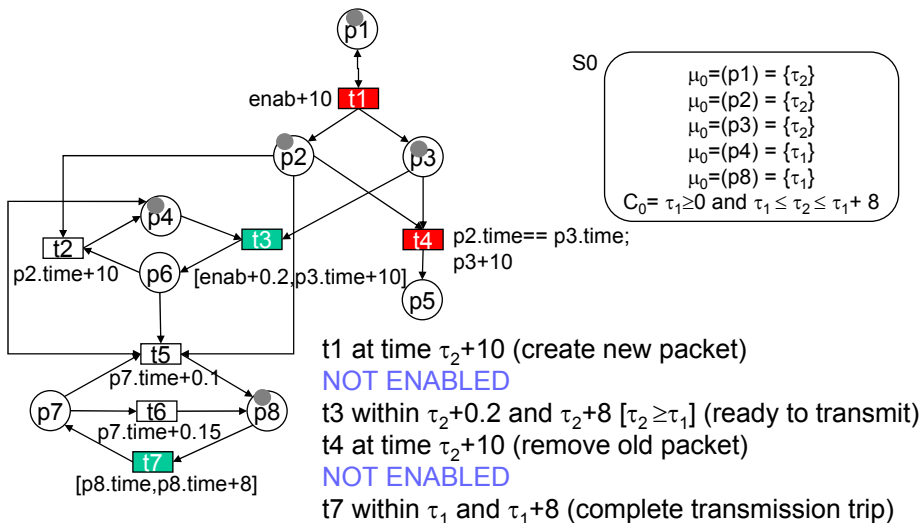 p1
S0
μ0=(p1) = {τ2}
μ0=(p2) = {τ2}
μ0=(p3) = {τ2}
μ0=(p4) = {τ1}
μ0=(p8) = {τ1}
C0= τ1≥0 and τ1 ≤ τ2 ≤ τ1+ 8
enab+10
t1
p2
p3
p4
t2
t3
t4
p2.time== p3.time;
p3+10
p2.time+10
p6
[enab+0.2,p3.time+10]
p5
t5
p7.time+0.1
p7
t6
p8
p7.time+0.15
t7
[p8.time,p8.time+8]
t1 at time τ2+10 (create new packet)
NOT ENABLED
t3 within τ2+0.2 and τ2+8 [τ2 ≥τ1] (ready to transmit)
t4 at time τ2+10 (remove old packet)
NOT ENABLED
t7 within τ1 and τ1+8 (complete transmission trip)